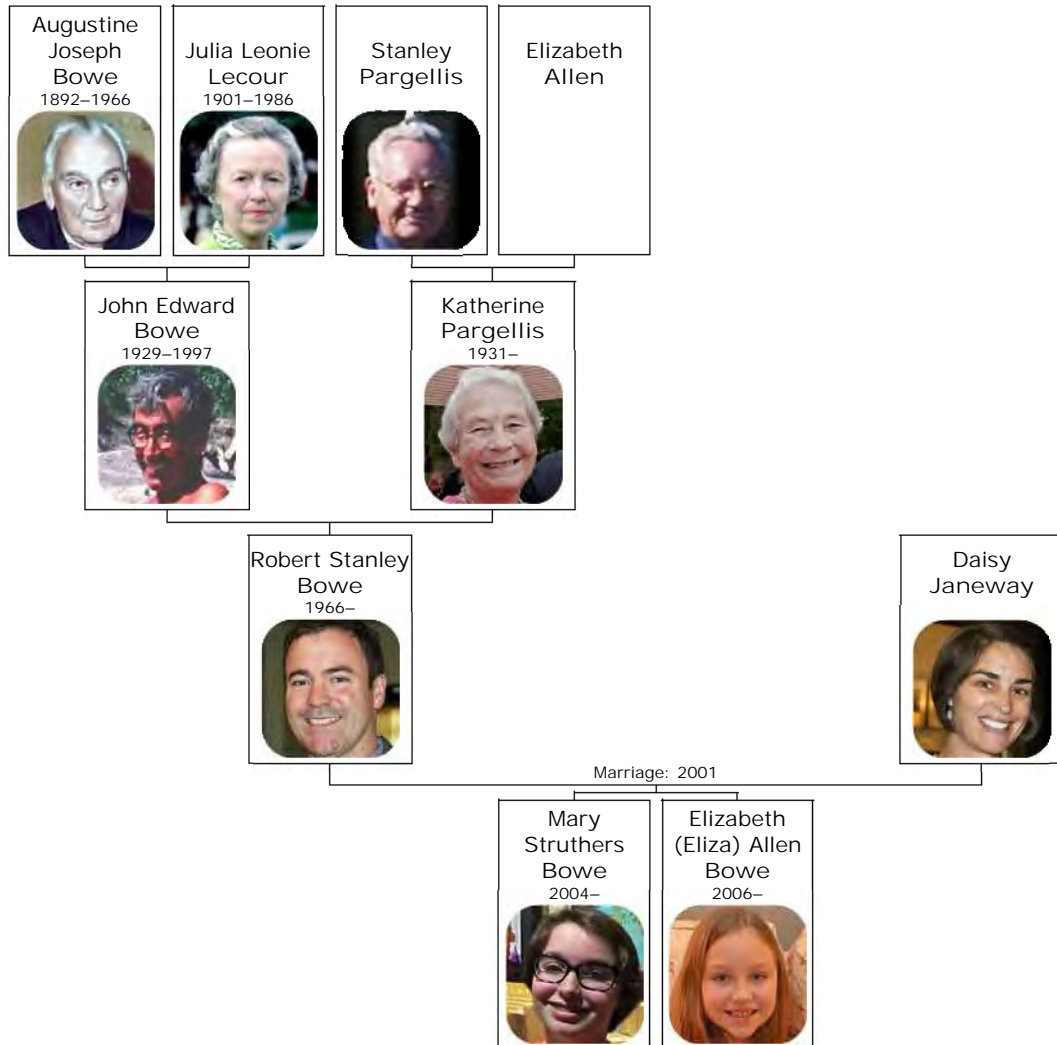 Augustine
Joseph
Bowe
1892–1966
Julia Leonie
Lecour
1901–1986
Stanley
Pargellis
Elizabeth
Allen
John Edward
Bowe
1929–1997
Katherine
Pargellis
1931–
Robert Stanley
Bowe
1966–
Daisy
Janeway
Marriage: 2001
Mary
Struthers
Bowe
2004–
Elizabeth
(Eliza) Allen
Bowe
2006–